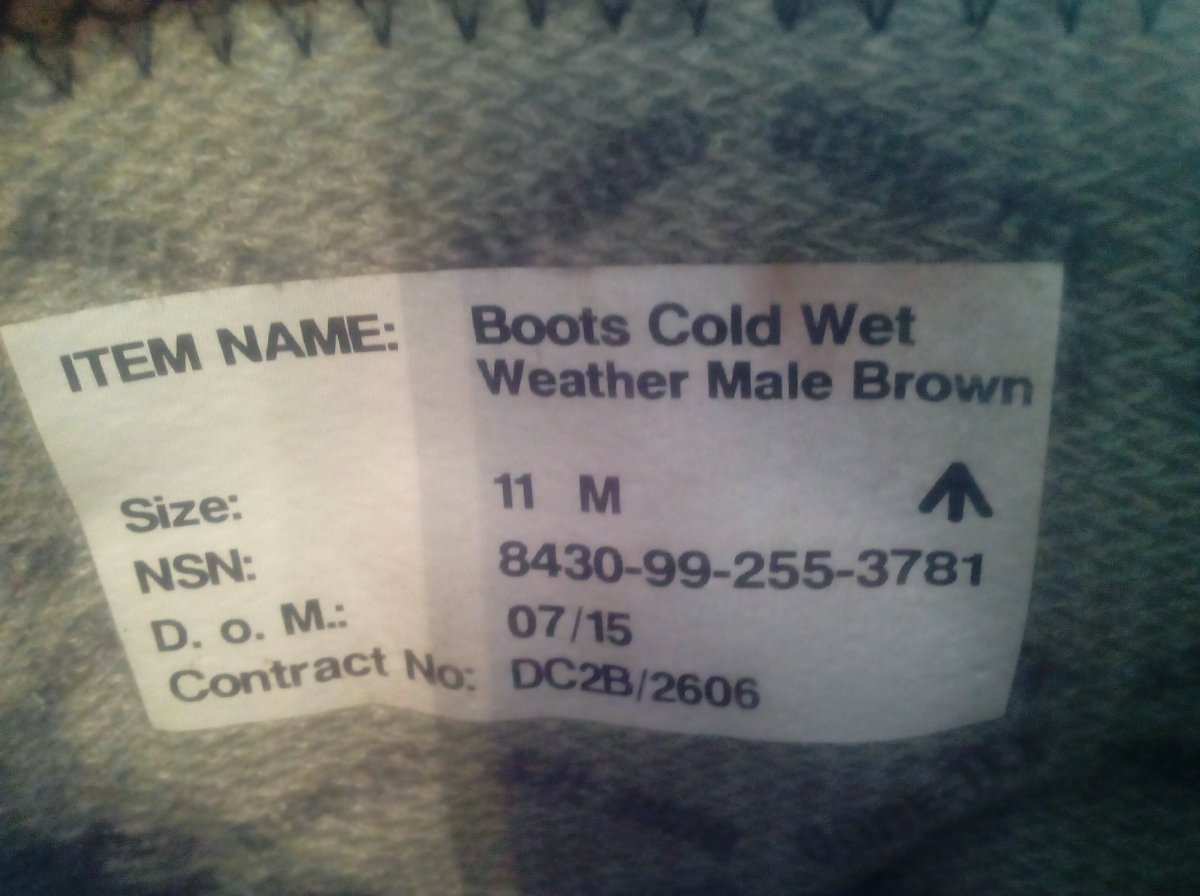 ITEM NAME: Boots Cold Wet
Weather Male Brown
Size: 11 M
NSN: 8430-99-255-3781
D. o. M.: 07/15
Contract No: DC2B/2606